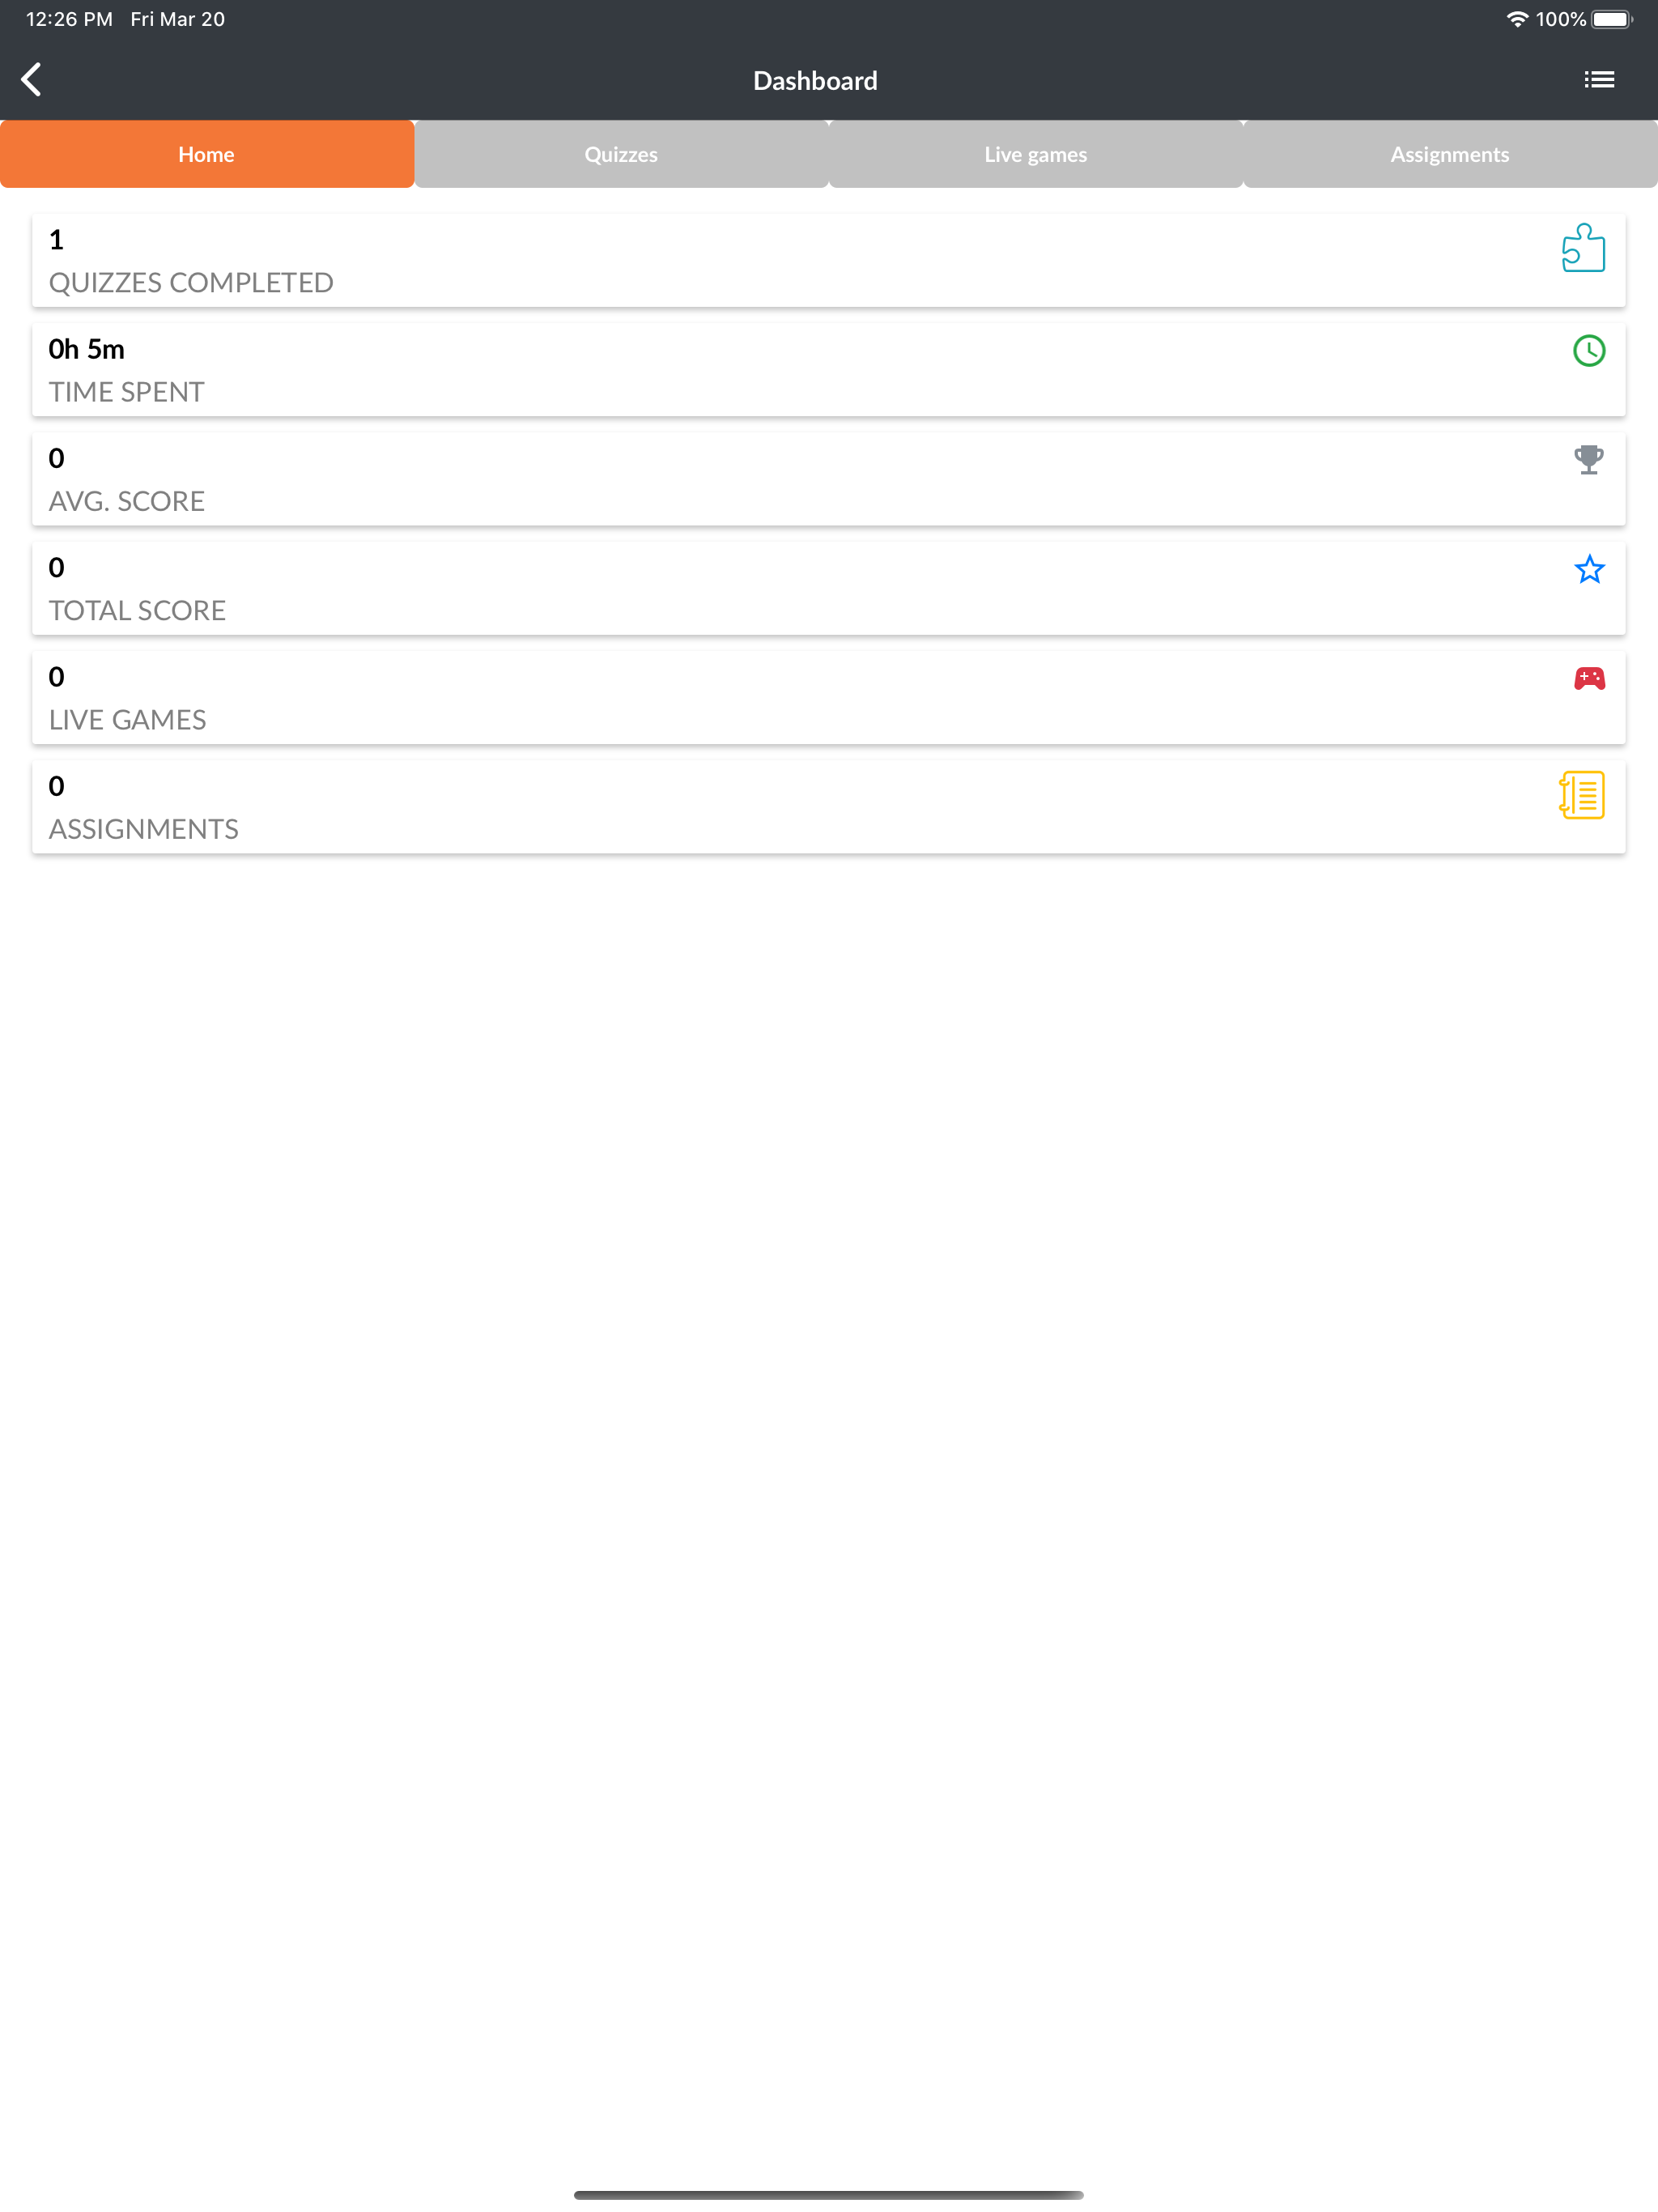 12:26 PM Fri Mar 20 100%
Dashboard
Home Quizzes Live games Assignments
1
QUIZZES COMPLETED
0h 5m
TIME SPENT
0
AVG. SCORE
0
TOTAL SCORE
0
LIVE GAMES
0
ASSIGNMENTS